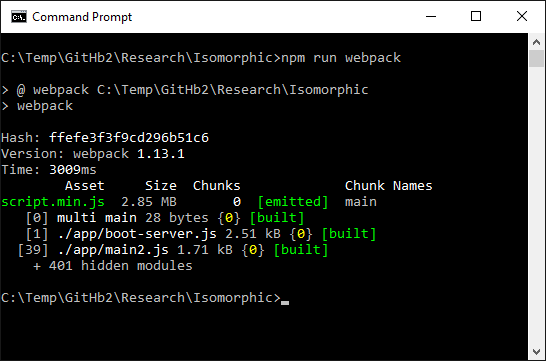 Command Prompt
C:\Temp\GitHb2\Research\Isomorphic>npm run webpack
> @ webpack C:\Temp\GitHb2\Research\Isomorphic
> webpack
Hash: ffefe3f3f9cd296b51c6
Version: webpack 1.13.1
Time: 3009ms
        Asset     Size  Chunks             Chunk Names
script.min.js  2.85 MB       0  [emitted]  main
   [0] multi main 28 bytes {0} [built]
   [1] ./app/boot-server.js 2.51 kB {0} [built]
  [39] ./app/main2.js 1.71 kB {0} [built]
    + 401 hidden modules
C:\Temp\GitHb2\Research\Isomorphic>